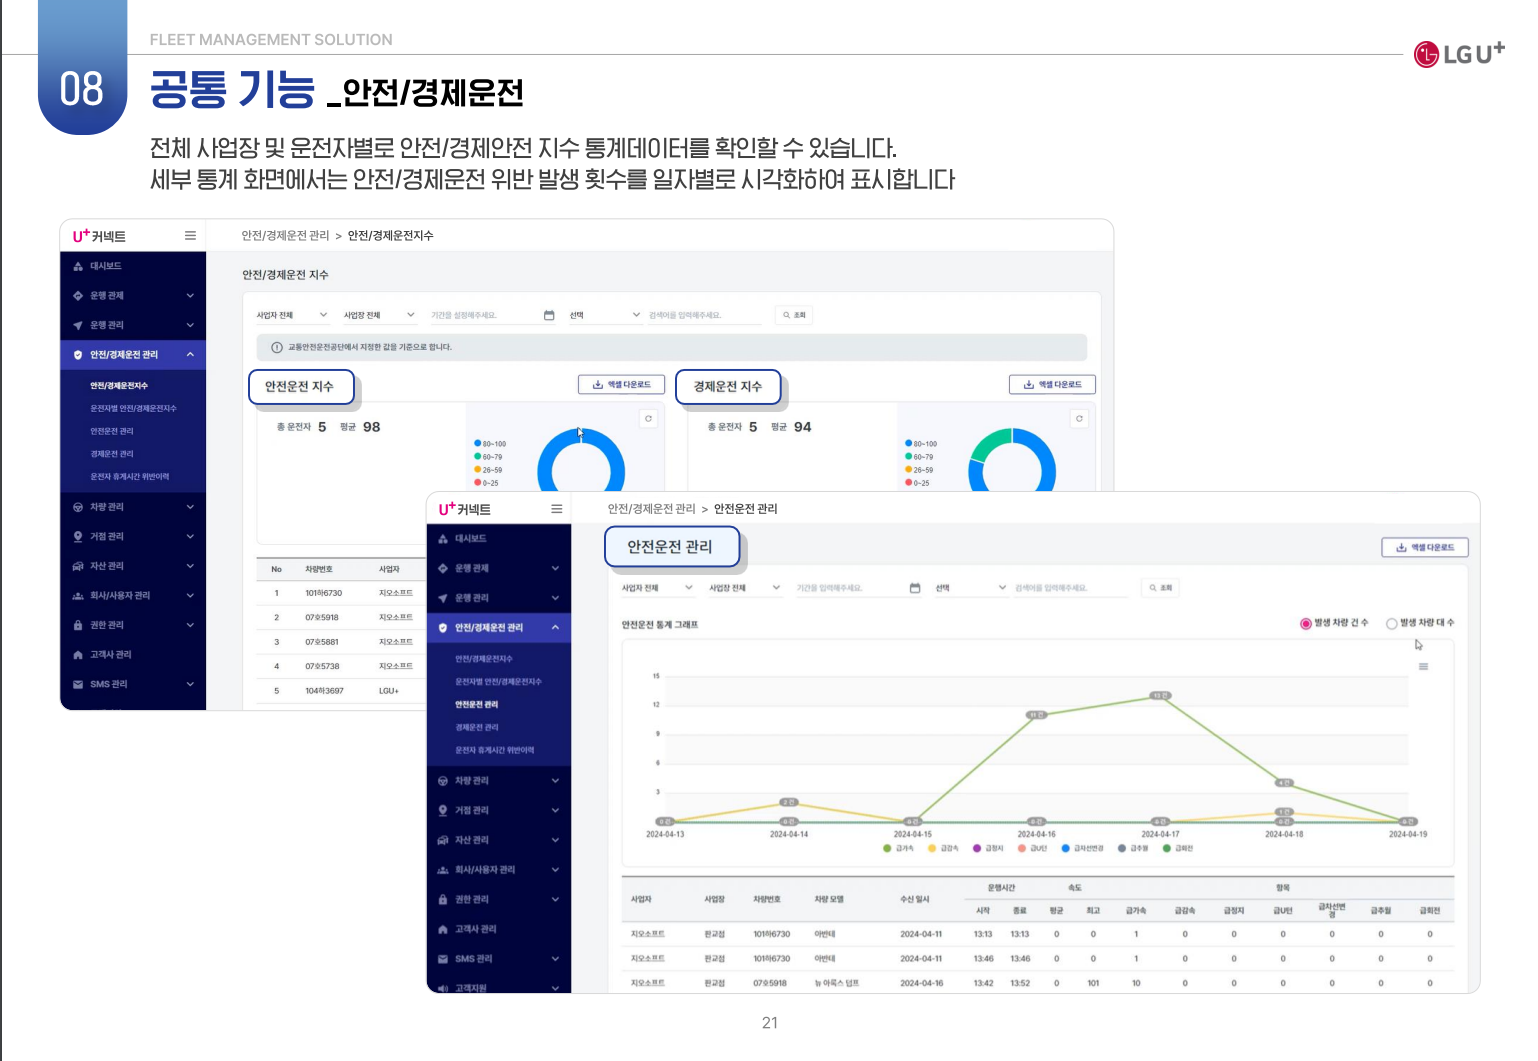 FLEET MANAGEMENT SOLUTION
LG U+
08
공통 기능 _안전/경제운전
전체 사업장 및 운전자별로 안전/경제안전 지수 통계데이터를 확인할 수 있습니다.
세부 통계 화면에서는 안전/경제운전 위반 발생 횟수를 일자별로 시각화하여 표시합니다
U+커넥트
안전/경제운전 관리 > 안전/경제운전지수
대시보드
운행 관제
운행 관리
안전/경제운전 관리
안전/경제운전지수
운전자별 안전/경제운전지수
안전운전 관리
경제운전 관리
운전자 휴게시간 위반이력
차량 관리
거점 관리
자산 관리
회사/사용자 관리
권한 관리
고객사 관리
SMS 관리
안전/경제운전 지수
사업자 전체 사업장 전체 기간을 설정해주세요. 선택 검색어를 입력해주세요. 조회
교통안전운전공단에서 지정한 값을 기준으로 합니다.
안전운전 지수 엑셀 다운로드
총 운전자 5 평균 98
80~100
60~79
26~59
0~25
경제운전 지수 엑셀 다운로드
총 운전자 5 평균 94
80~100
60~79
26~59
0~25
No 차량번호 사업자
1 101하6730 지오소프트
2 07호5918 지오소프트
3 07호5881 지오소프트
4 07호5738 지오소프트
5 104하3697 LGU+
U+커넥트
안전/경제운전 관리 > 안전운전 관리
대시보드
운행 관제
운행 관리
안전/경제운전 관리
안전/경제운전지수
운전자별 안전/경제운전지수
안전운전 관리
경제운전 관리
운전자 휴게시간 위반이력
차량 관리
거점 관리
자산 관리
회사/사용자 관리
권한 관리
고객사 관리
SMS 관리
고객지원
안전운전 관리
엑셀 다운로드
사업자 전체 사업장 전체 기간을 입력해주세요. 선택 검색어를 입력해주세요. 조회
안전운전 통계 그래프
발생 차량 건 수 발생 차량 대 수
15
12
9
6
3
0 건 2 건 0 건 0 건 11 건 0 건 13 건 0 건 4 건 1 건 0 건 0 건
2024-04-13 2024-04-14 2024-04-15 2024-04-16 2024-04-17 2024-04-18 2024-04-19
급가속 급감속 급정지 급U턴 급차선변경 급추월 급회전
사업자 사업장 차량번호 차량 모델 수신 일시 운행시간 속도 항목
시작 종료 평균 최고 급가속 급감속 급정지 급U턴 급차선변경 급추월 급회전
지오소프트 판교점 101하6730 아반테 2024-04-11 13:13 13:13 0 0 1 0 0 0 0 0 0
지오소프트 판교점 101하6730 아반테 2024-04-11 13:46 13:46 0 0 1 0 0 0 0 0 0
지오소프트 판교점 07호5918 뉴 아록스 덤프 2024-04-16 13:42 13:52 0 101 10 0 0 0 0 0 0
21